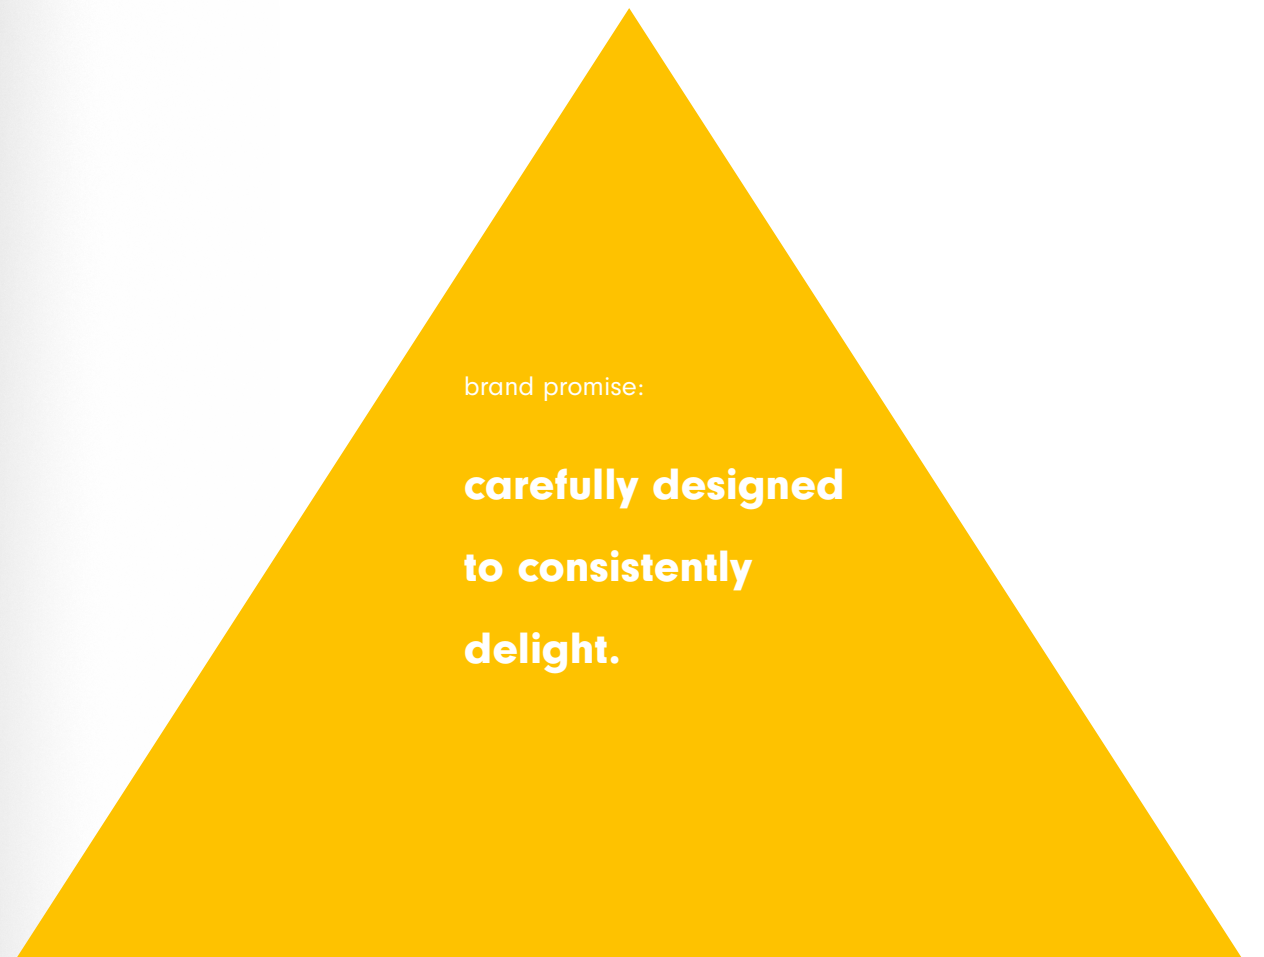 brand promise:
carefully designed
to consistently
delight.